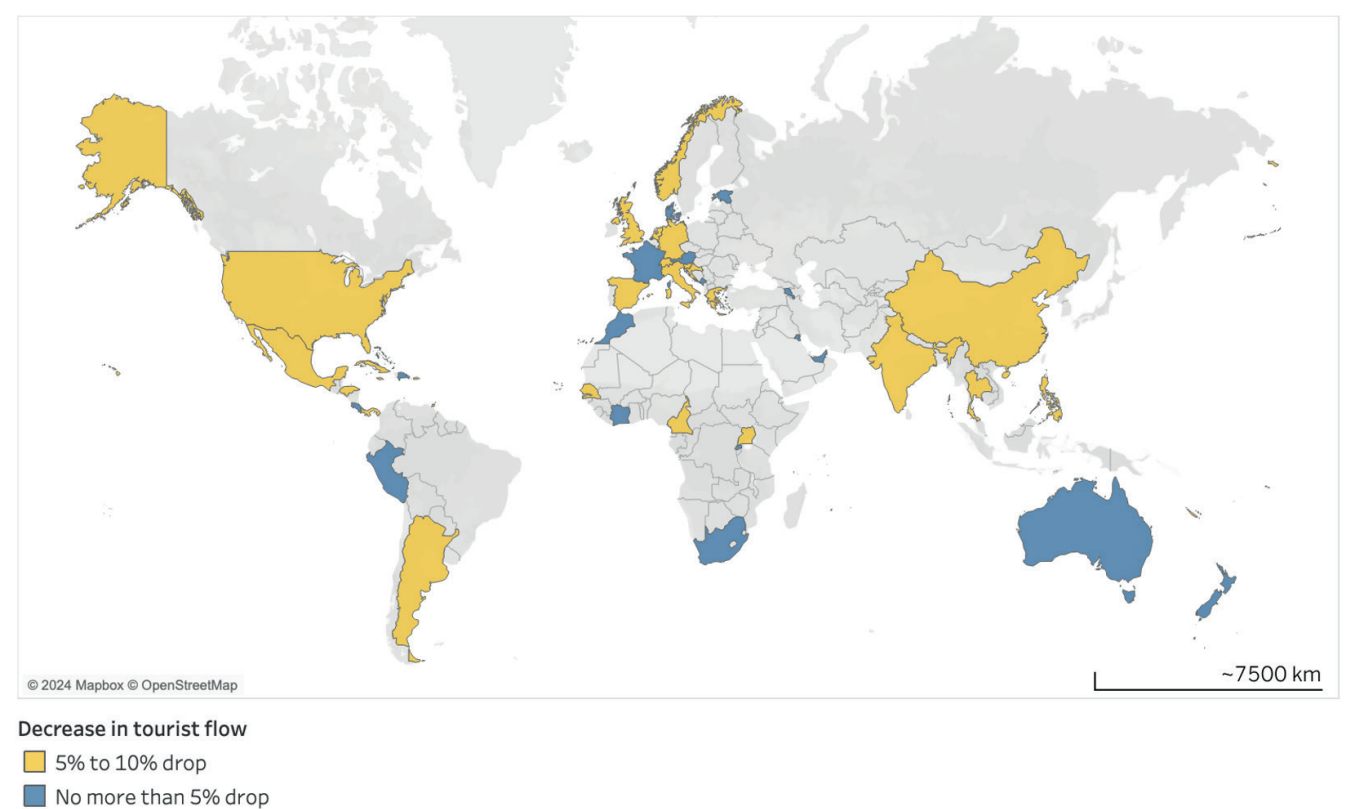 © 2024 Mapbox © OpenStreetMap
~7500 km
Decrease in tourist flow
5% to 10% drop
No more than 5% drop